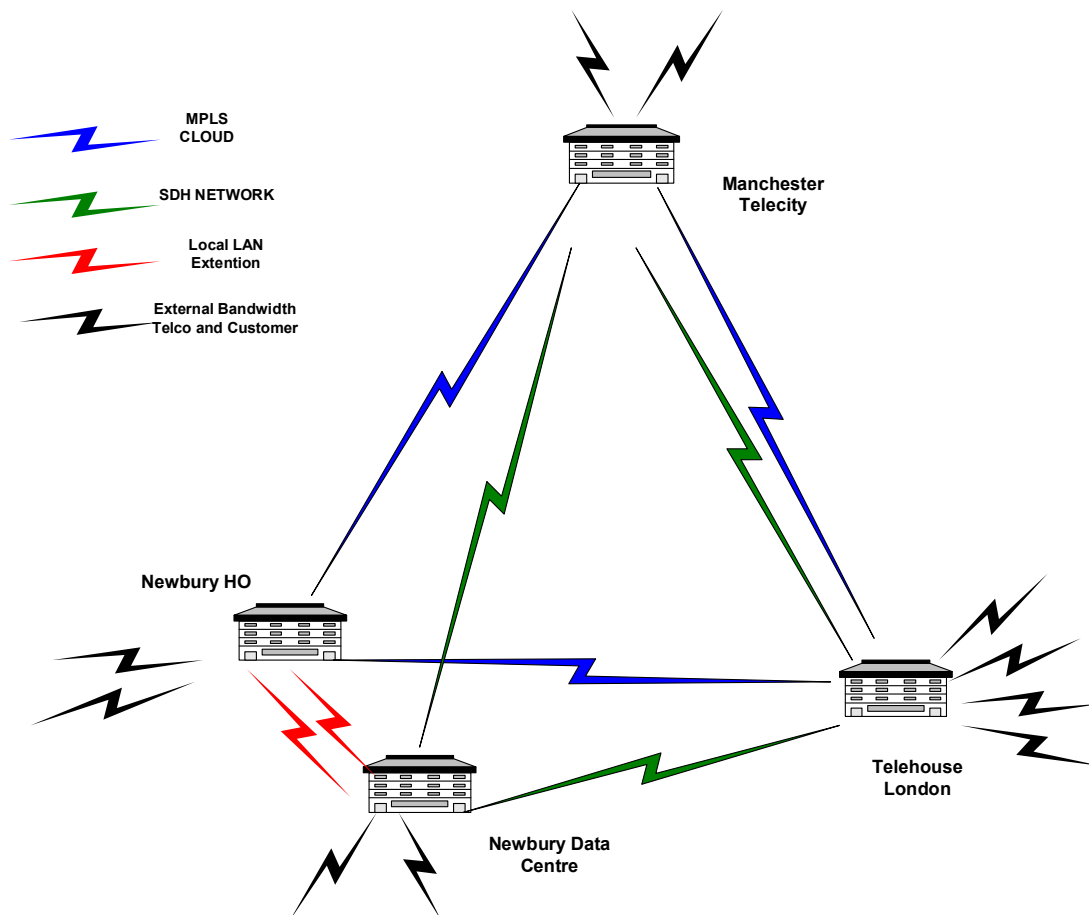 MPLS
CLOUD
SDH NETWORK
Local LAN
Extention
External Bandwidth
Telco and Customer
Manchester
Telecity
Newbury HO
Telehouse
London
Newbury Data
Centre